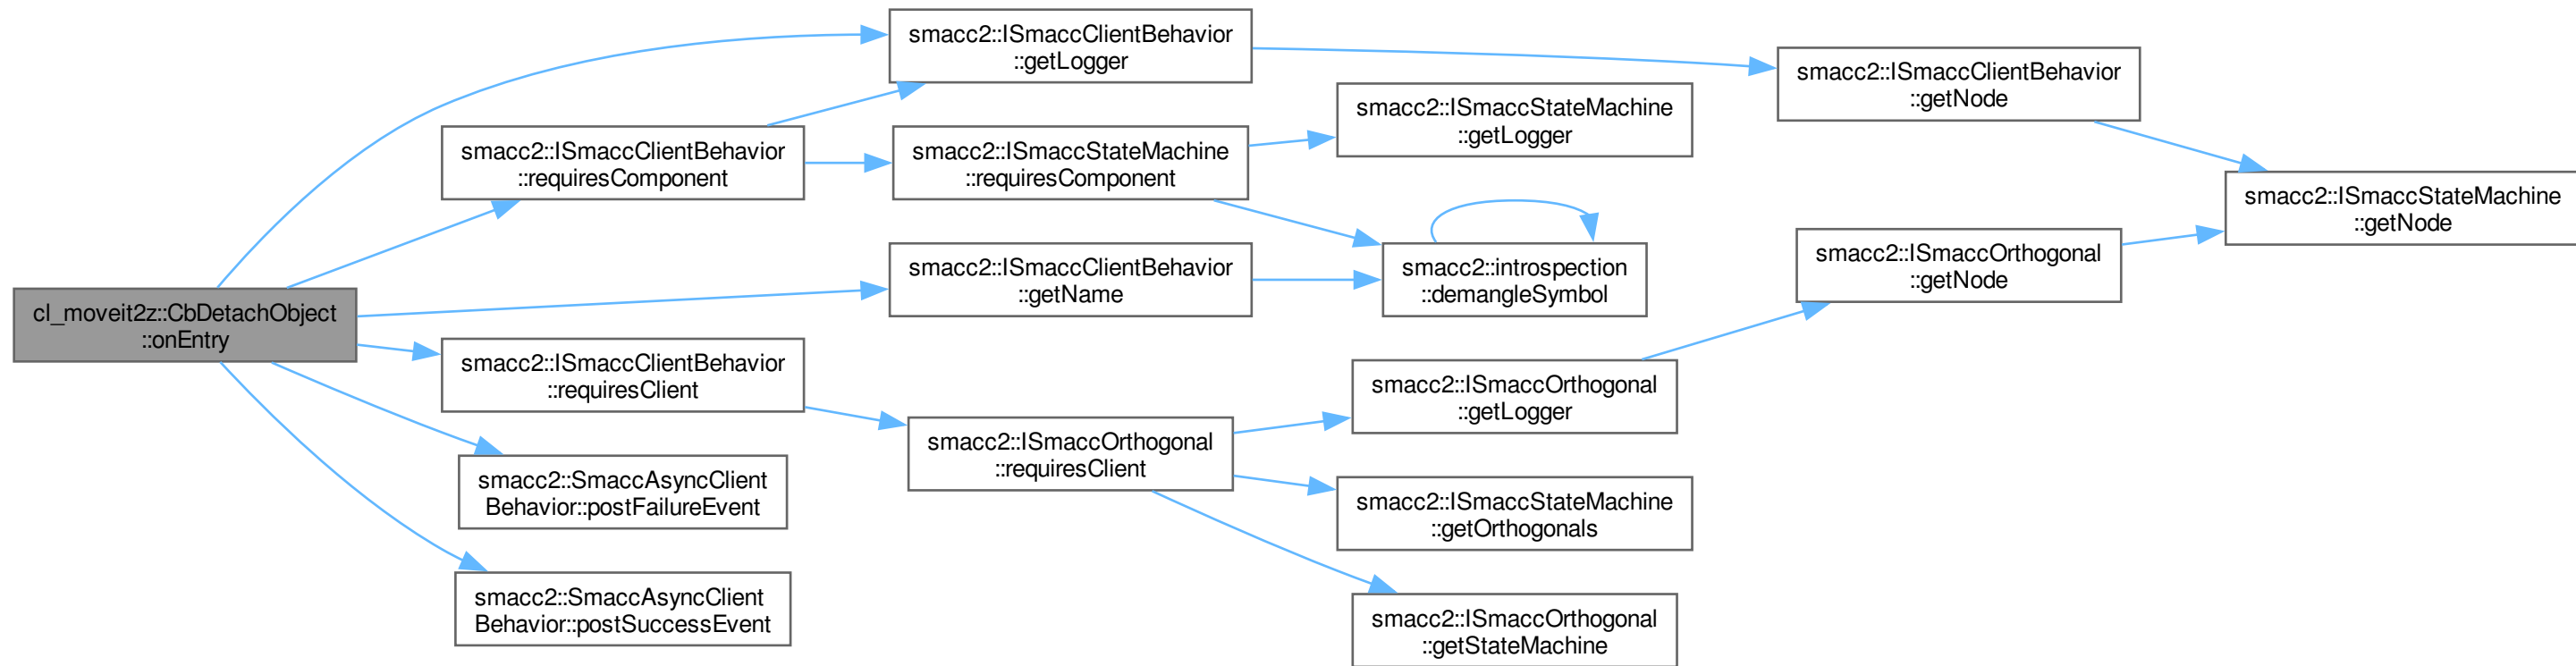 cl_moveit2z::CbDetachObject
::onEntry
smacc2::ISmaccClientBehavior
::getLogger
smacc2::ISmaccClientBehavior
::requiresComponent
smacc2::ISmaccStateMachine
::requiresComponent
smacc2::ISmaccClientBehavior
::getName
smacc2::ISmaccClientBehavior
::requiresClient
smacc2::SmaccAsyncClient
Behavior::postFailureEvent
smacc2::SmaccAsyncClient
Behavior::postSuccessEvent
smacc2::ISmaccOrthogonal
::requiresClient
smacc2::ISmaccStateMachine
::getLogger
smacc2::introspection
::demangleSymbol
smacc2::ISmaccOrthogonal
::getLogger
smacc2::ISmaccStateMachine
::getOrthogonals
smacc2::ISmaccOrthogonal
::getStateMachine
smacc2::ISmaccClientBehavior
::getNode
smacc2::ISmaccOrthogonal
::getNode
smacc2::ISmaccStateMachine
::getNode